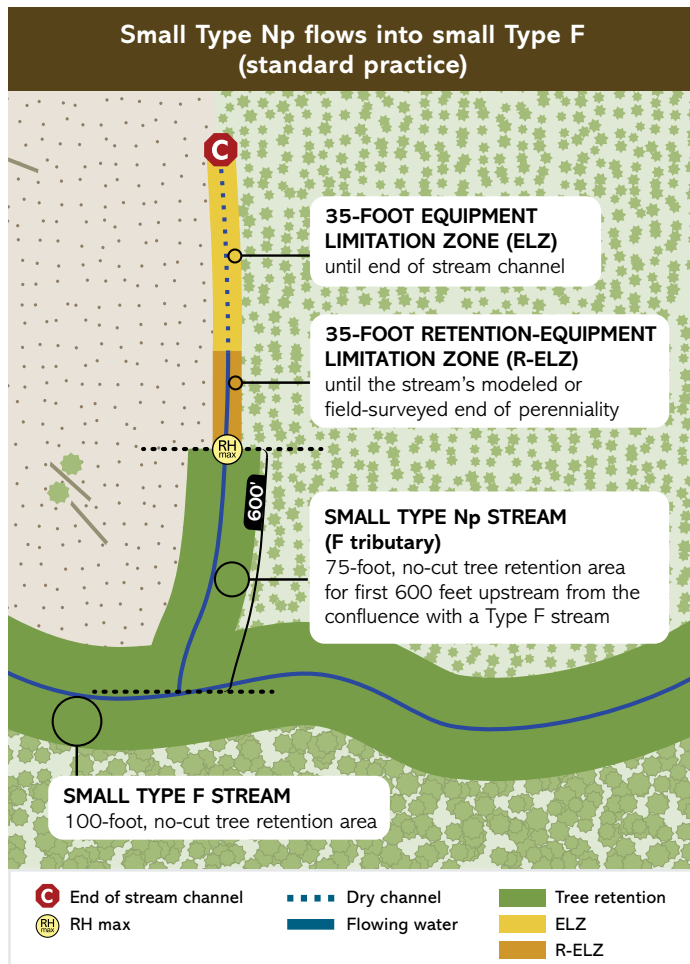 Small Type Np flows into small Type F
(standard practice)
C
35-FOOT EQUIPMENT
LIMITATION ZONE (ELZ)
until end of stream channel
35-FOOT RETENTION-EQUIPMENT
LIMITATION ZONE (R-ELZ)
until the stream's modeled or
field-surveyed end of perenniality
RH
max
600'
SMALL TYPE Np STREAM
(F tributary)
75-foot, no-cut tree retention area
for first 600 feet upstream from the
confluence with a Type F stream
SMALL TYPE F STREAM
100-foot, no-cut tree retention area
C End of stream channel
RH max RH max
Dry channel
Flowing water
Tree retention
ELZ
R-ELZ